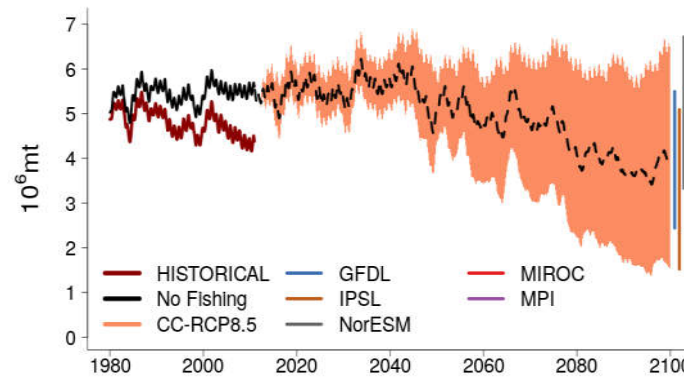 7
6
5
4
3
2
1
0
10⁶mt
HISTORICAL GFDL MIROC
No Fishing IPSL MPI
CC-RCP8.5 NorESM
1980 2000 2020 2040 2060 2080 2100